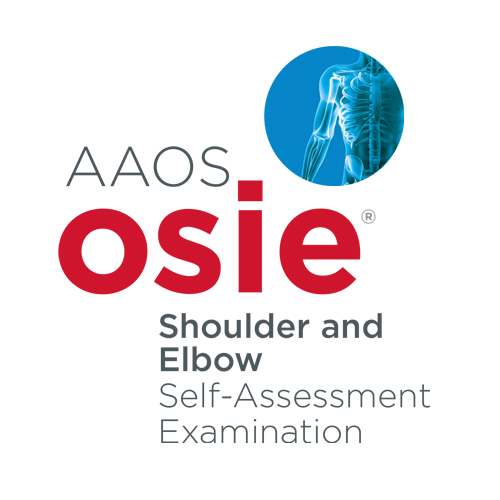 AAOS
osie®
Shoulder and
Elbow
Self-Assessment
Examination